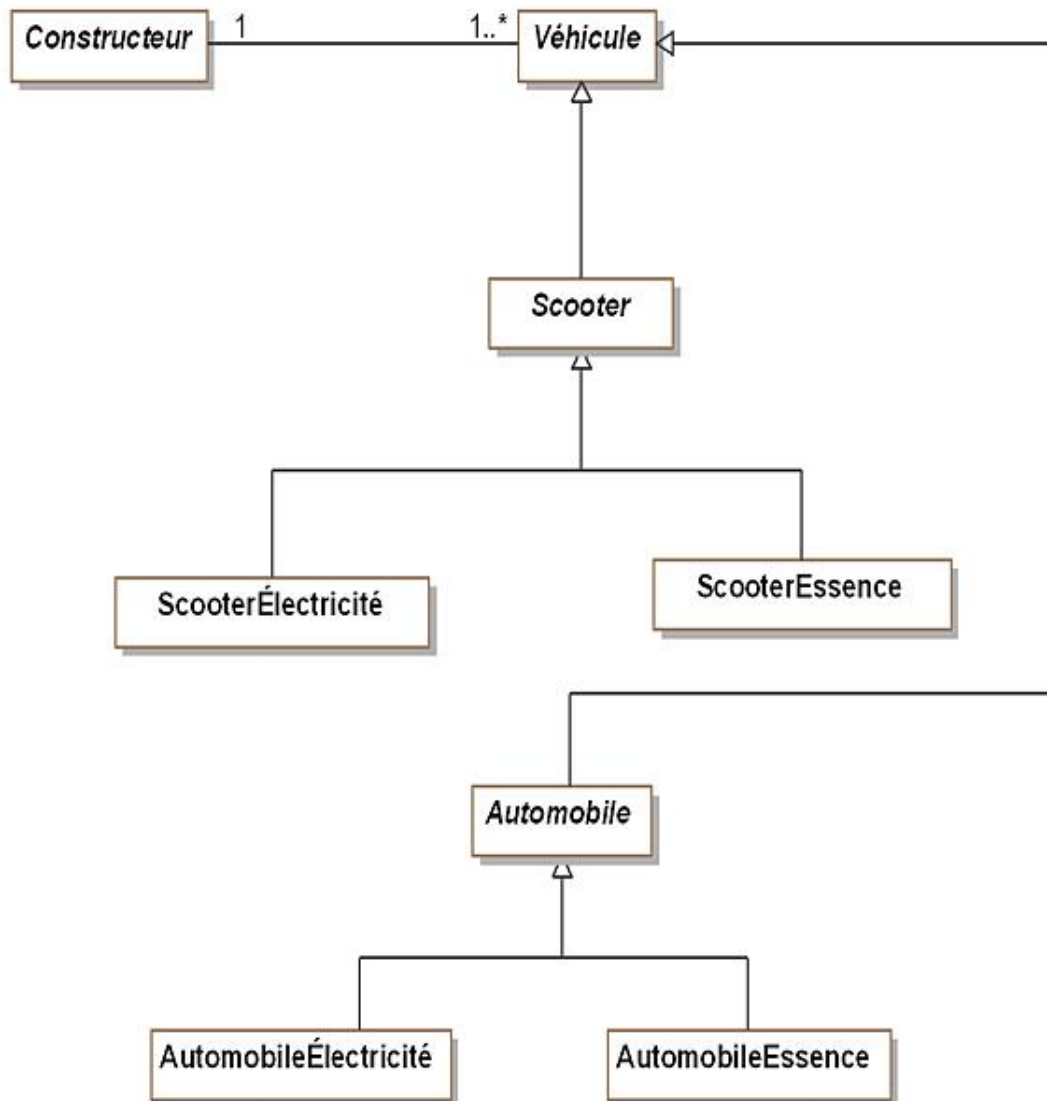 Constructeur
1
1..*
Véhicule
Scooter
ScooterÉlectricité
ScooterEssence
Automobile
AutomobileÉlectricité
AutomobileEssence